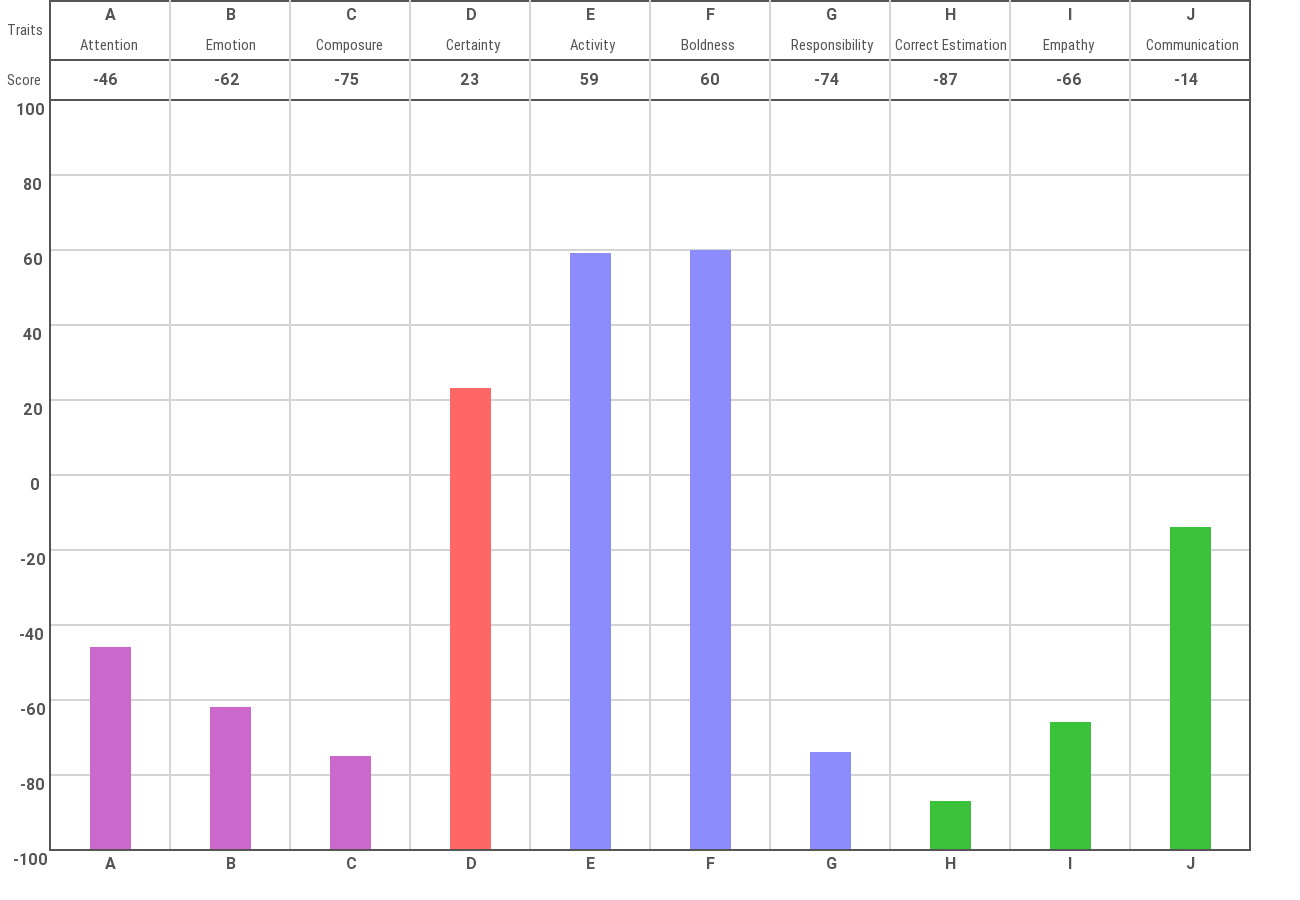 Traits A B C D E F G H I J
Attention Emotion Composure Certainty Activity Boldness Responsibility Correct Estimation Empathy Communication
Score -46 -62 -75 23 59 60 -74 -87 -66 -14
100
80
60
40
20
0
-20
-40
-60
-80
-100
A B C D E F G H I J